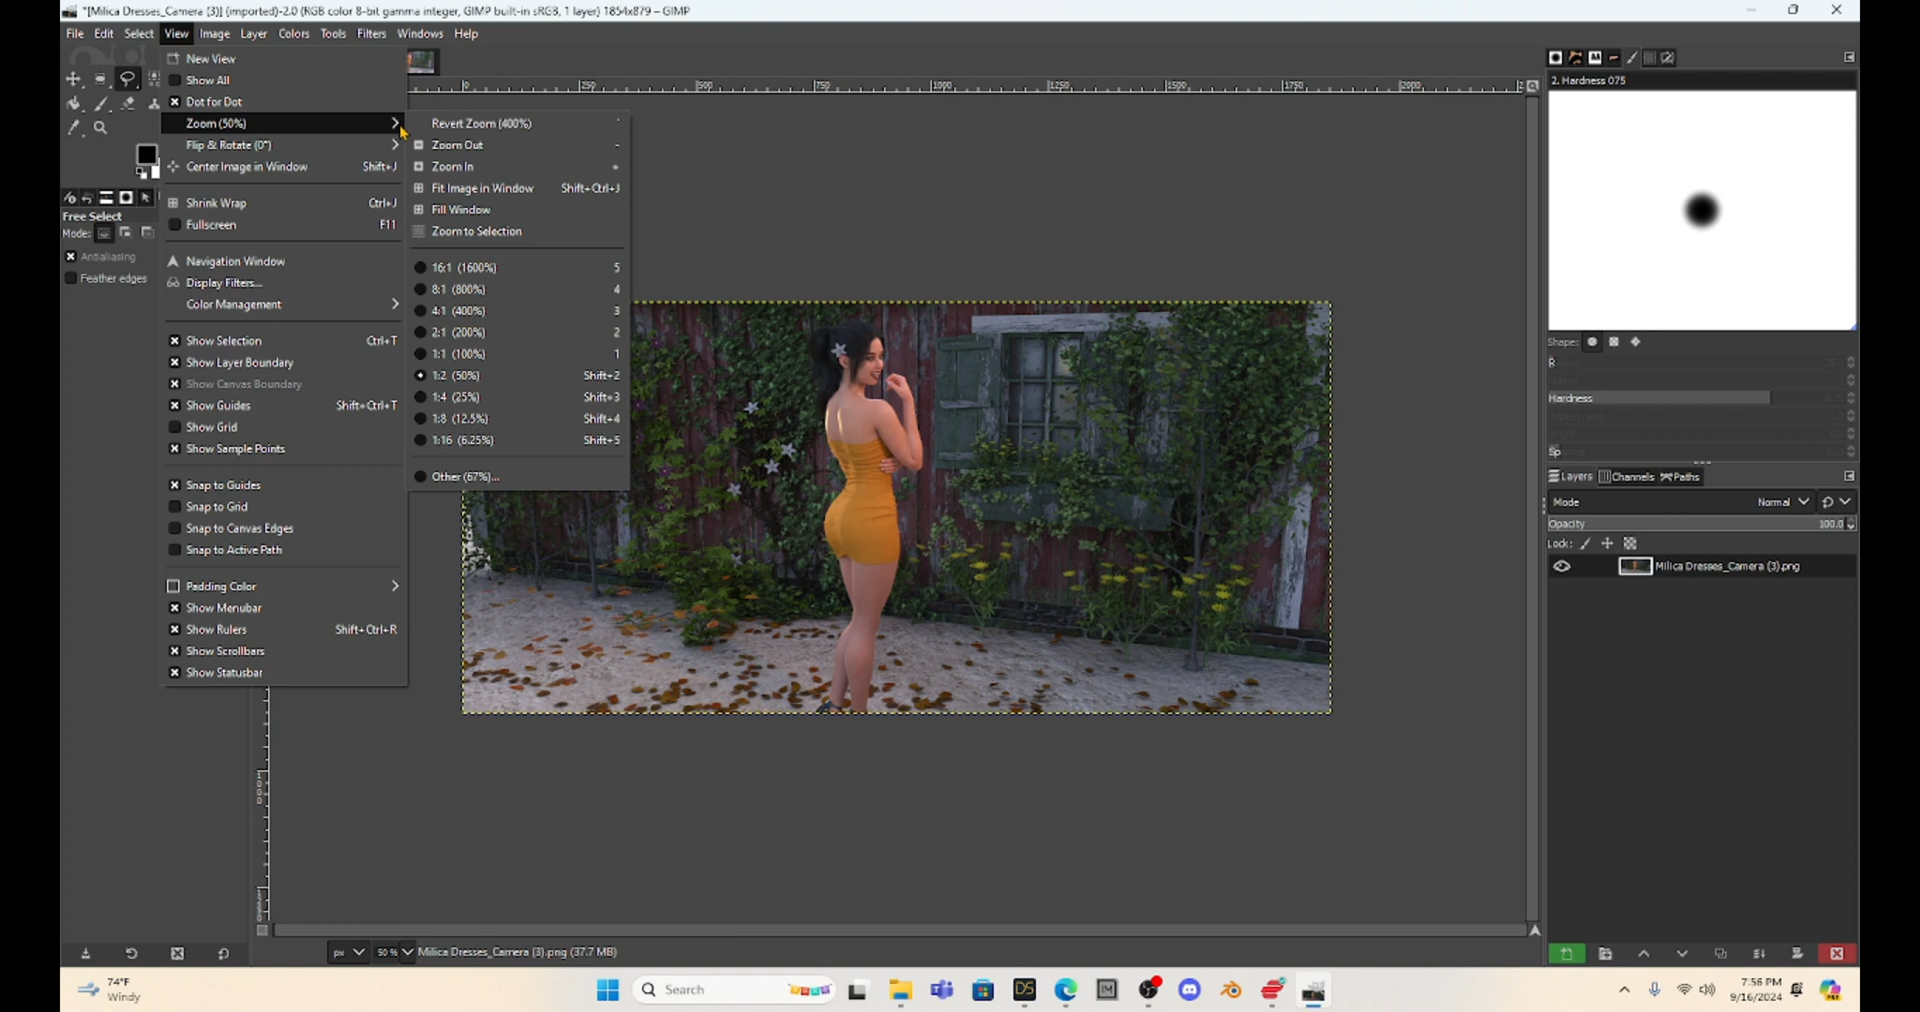 *[Milica Dresses_Camera (3)] (imported)-2.0 (RGB color 8-bit gamma integer, GIMP built-in sRGB, 1 layer) 1854x879 – GIMP
File Edit Select View Image Layer Colors Tools Filters Windows Help
New View
Show All
Dot for Dot
Zoom (50%)
Flip & Rotate (0°)
Center Image in Window Shift+J
Shrink Wrap Ctrl+J
Fullscreen F11
Navigation Window
Display Filters...
Color Management
Show Selection Ctrl+T
Show Layer Boundary
Show Canvas Boundary
Show Guides Shift+Ctrl+T
Show Grid
Show Sample Points
Snap to Guides
Snap to Grid
Snap to Canvas Edges
Snap to Active Path
Padding Color
Show Menubar
Show Rulers Shift+Ctrl+R
Show Scrollbars
Show Statusbar
Revert Zoom (400%) `
Zoom Out -
Zoom In +
Fit Image in Window Shift+Ctrl+J
Fill Window
Zoom to Selection
16:1 (1600%) 5
8:1 (800%) 4
4:1 (400%) 3
2:1 (200%) 2
1:1 (100%) 1
1:2 (50%) Shift+2
1:4 (25%) Shift+3
1:8 (12.5%) Shift+4
1:16 (6.25%) Shift+5
Other (67%)...
Free Select
Mode:
Antialiasing
Feather edges
0 250 500 750 1000 1250 1500 1750 2000
2. Hardness 075
Shape:
R
Hardness
Sp
Layers Channels Paths
Mode Normal
Opacity 100.0
Lock:
Milica Dresses_Camera (3).png
px 50 % Milica Dresses_Camera (3).png (37.7 MB)
74°F
Windy
Search
7:56 PM
9/16/2024